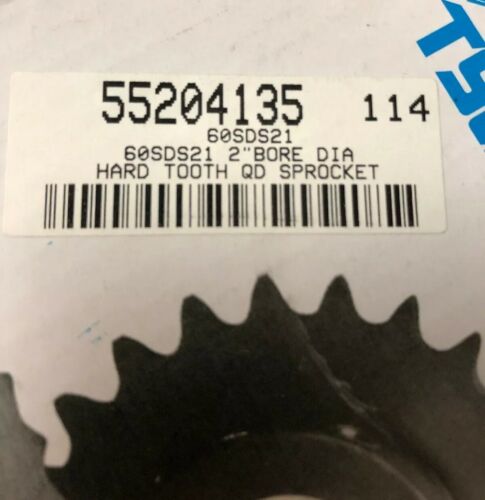 55204135 114
60SDS21
60SDS21 2"BORE DIA
HARD TOOTH QD SPROCKET